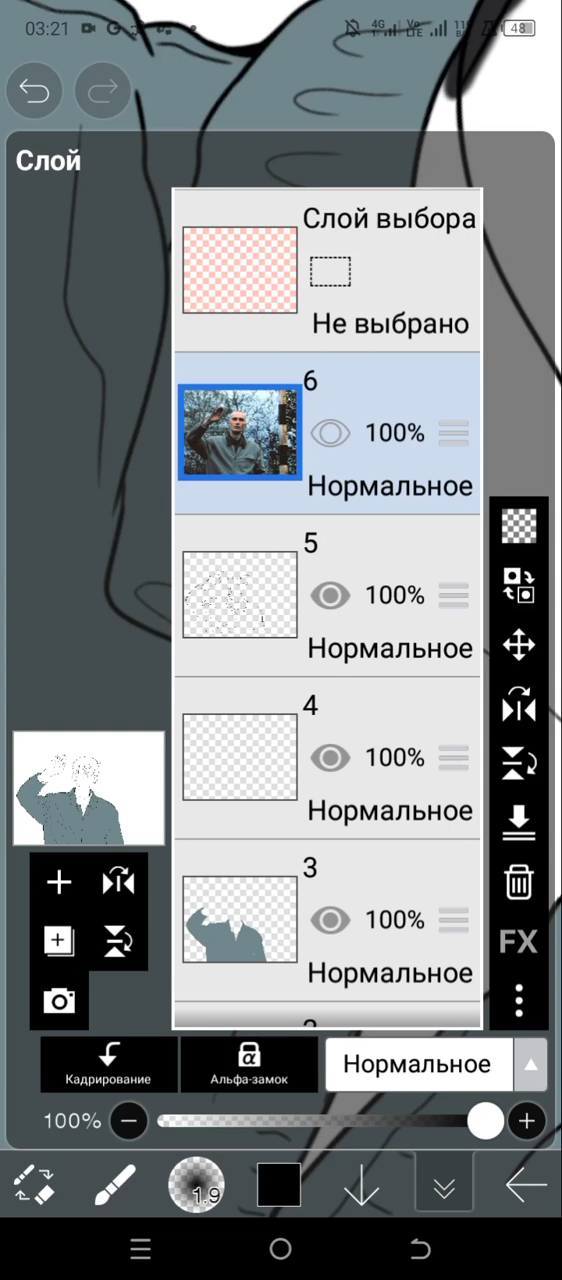 03:21 4G Vo LTE 48
Слой
Слой выбора
Не выбрано
6
100%
Нормальное
5
100%
Нормальное
4
100%
Нормальное
3
100%
Нормальное
FX
Кадрирование
Альфа-замок
Нормальное
100%
1.9